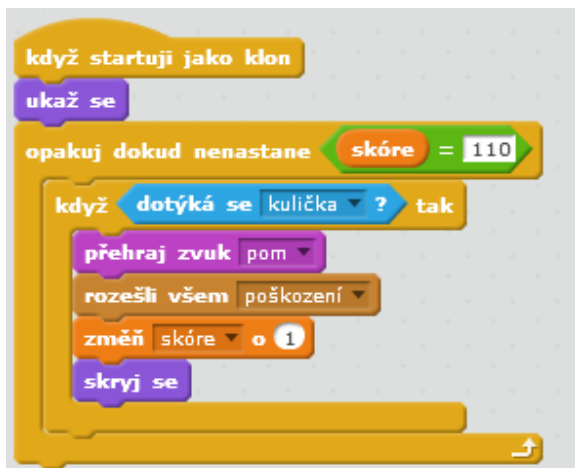 když startuji jako klon
ukaž se
opakuj dokud nenastane skóre = 110
když dotýká se kulička ? tak
přehraj zvuk pom
rozešli všem poškození
změň skóre o 1
skryj se